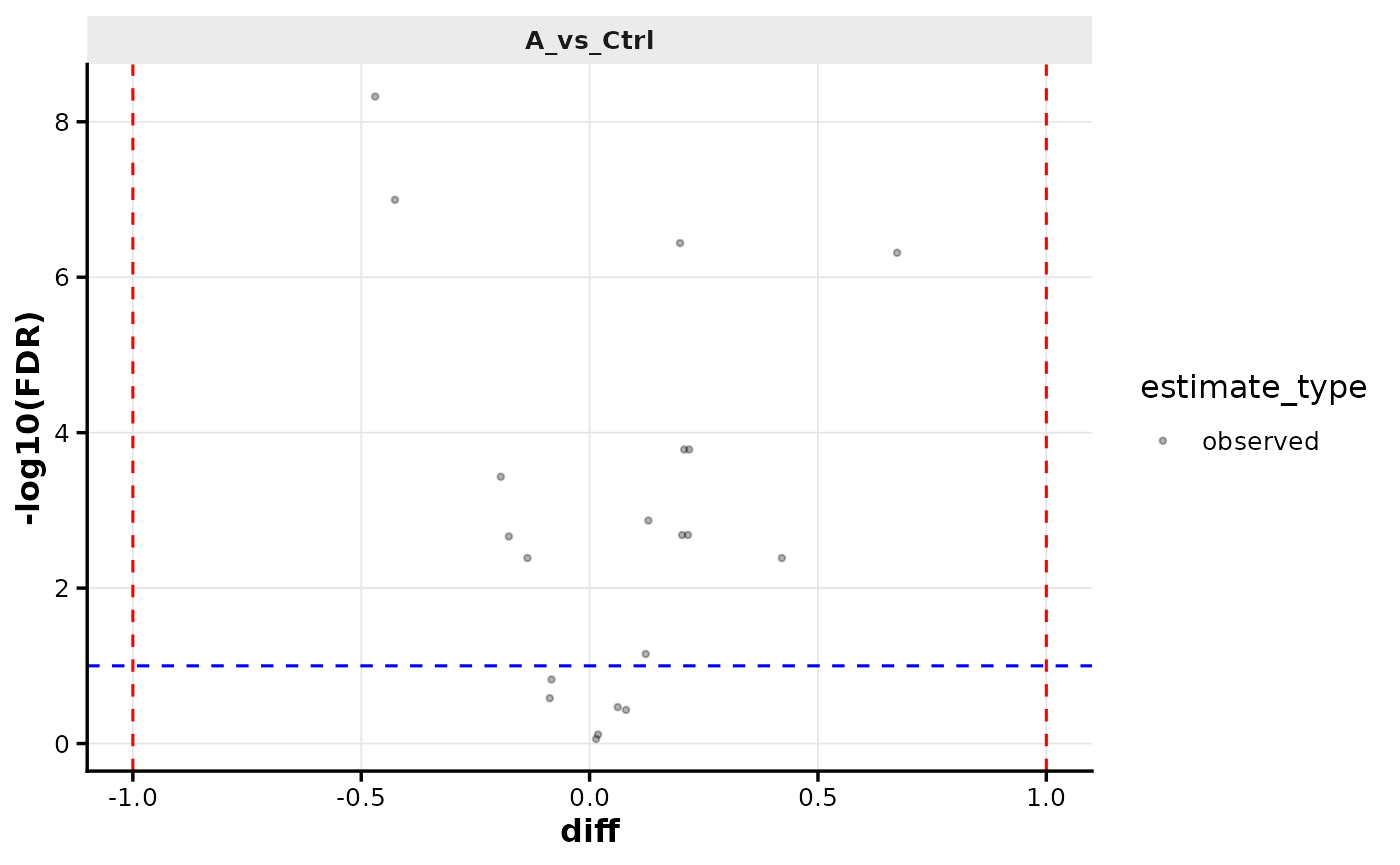 A_vs_Ctrl
8
6
4
2
0
-log10(FDR)
-1.0 -0.5 0.0 0.5 1.0
diff
estimate_type
observed